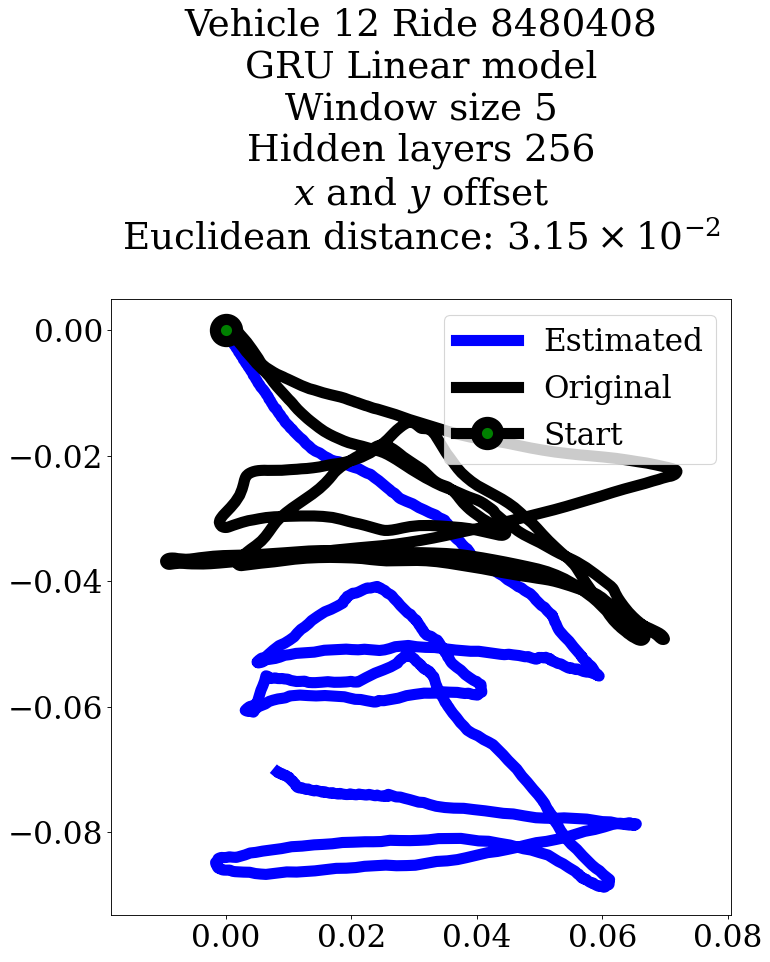 Vehicle 12 Ride 8480408
GRU Linear model
Window size 5
Hidden layers 256
x and y offset
Euclidean distance: 3.15 × 10⁻²
Estimated
Original
Start
0.00
−0.02
−0.04
−0.06
−0.08
0.00 0.02 0.04 0.06 0.08